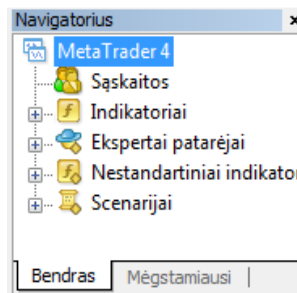 Navigatorius
MetaTrader 4
Sąskaitos
Indikatoriai
Ekspertai patarėjai
Nestandartiniai indikator
Scenarijai
Bendras
Mėgstamiausi